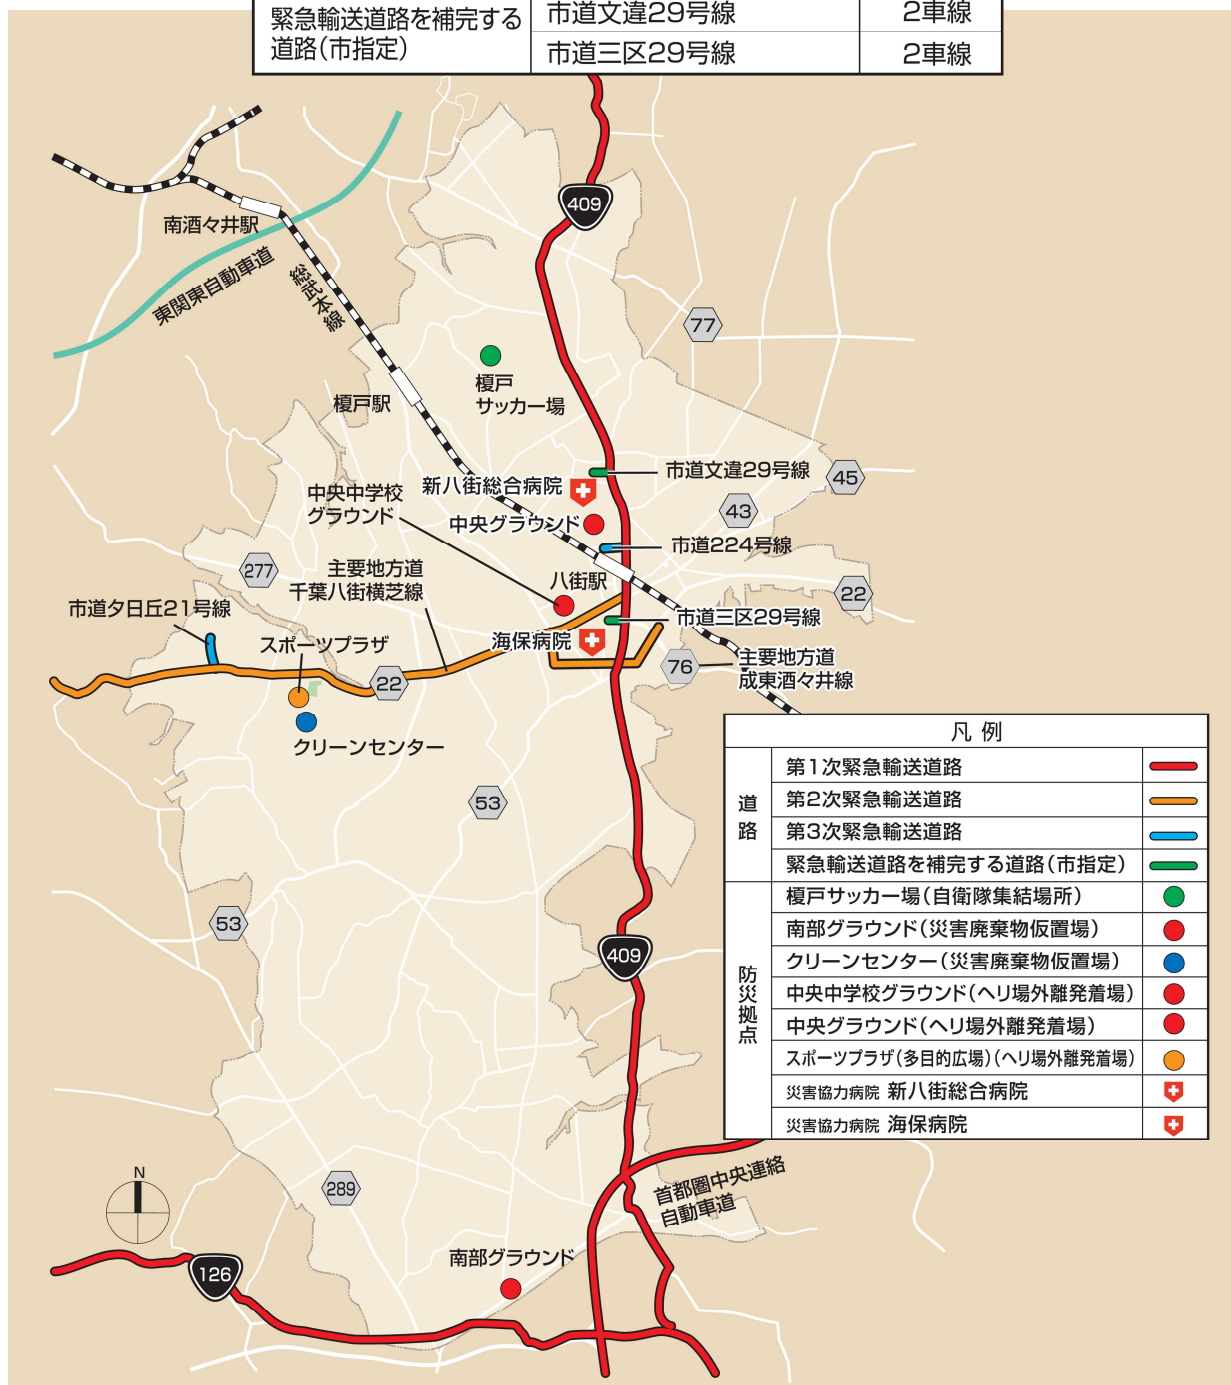 緊急輸送道路を補完する
道路(市指定)
市道文違29号線
2車線
市道三区29号線
2車線
409
南酒々井駅
東関東自動車道
総武本線
77
榎戸
サッカー場
榎戸駅
市道文違29号線
45
新八街総合病院
中央中学校
グラウンド
43
中央グラウンド
市道224号線
277
主要地方道
千葉八街横芝線
八街駅
22
市道夕日丘21号線
市道三区29号線
スポーツプラザ
海保病院
76
主要地方道
成東酒々井線
22
クリーンセンター
53
53
409
凡例
道路
第1次緊急輸送道路
第2次緊急輸送道路
第3次緊急輸送道路
緊急輸送道路を補完する道路(市指定)
防災拠点
榎戸サッカー場(自衛隊集結場所)
南部グラウンド(災害廃棄物仮置場)
クリーンセンター(災害廃棄物仮置場)
中央中学校グラウンド(ヘリ場外離発着場)
中央グラウンド(ヘリ場外離発着場)
スポーツプラザ(多目的広場)(ヘリ場外離発着場)
災害協力病院 新八街総合病院
災害協力病院 海保病院
N
289
首都圏中央連絡
自動車道
南部グラウンド
126